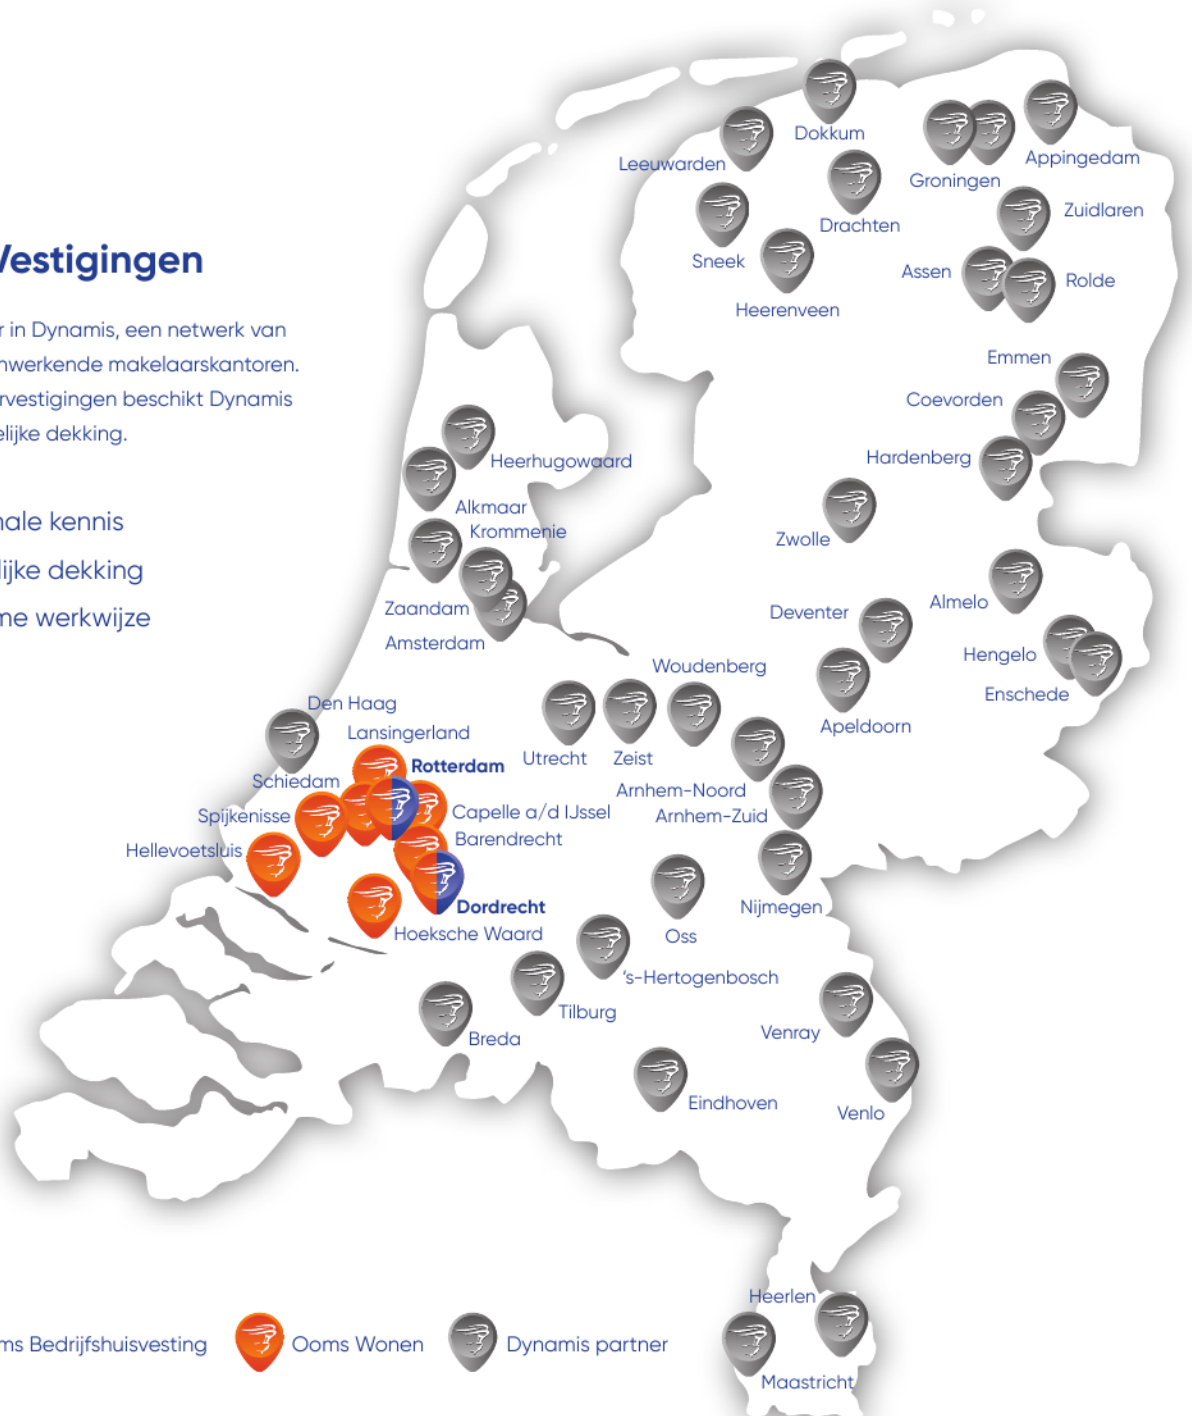 Dokkum
Leeuwarden
Appingedam
Groningen
Drachten
Zuidlaren
Vestigingen
Sneek
Assen
Rolde
Heerenveen
r in Dynamis, een netwerk van
nwerkende makelaarskantoren.
rvestigingen beschikt Dynamis
elijke dekking.
Emmen
Coevorden
Hardenberg
Heerhugowaard
Alkmaar
nale kennis
Krommenie
Zwolle
lijke dekking
Almelo
Zaandam
Deventer
me werkwijze
Amsterdam
Hengelo
Woudenberg
Enschede
Den Haag
Apeldoorn
Lansingerland
Utrecht
Zeist
Rotterdam
Schiedam
Arnhem-Noord
Spijkenisse
Capelle a/d IJssel
Arnhem-Zuid
Barendrecht
Hellevoetsluis
Dordrecht
Nijmegen
Hoeksche Waard
Oss
's-Hertogenbosch
Tilburg
Venray
Breda
Eindhoven
Venlo
Heerlen
ms Bedrijfshuisvesting
Ooms Wonen
Dynamis partner
Maastricht